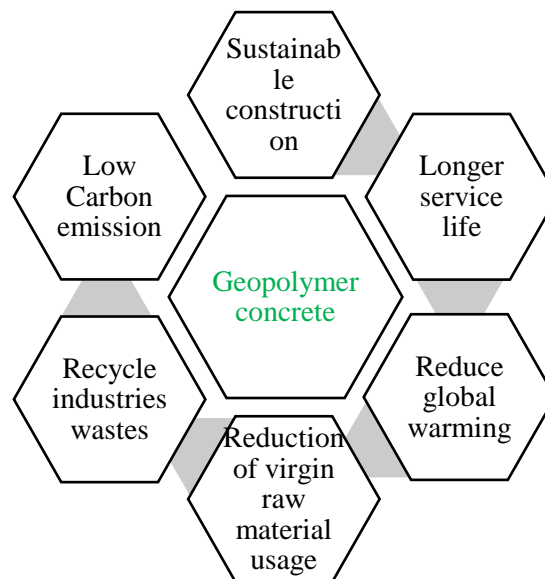 Sustainab
le
constructi
on
Low
Carbon
emission
Longer
service
life
Geopolymer
concrete
Recycle
industries
wastes
Reduce
global
warming
Reduction
of virgin
raw
material
usage